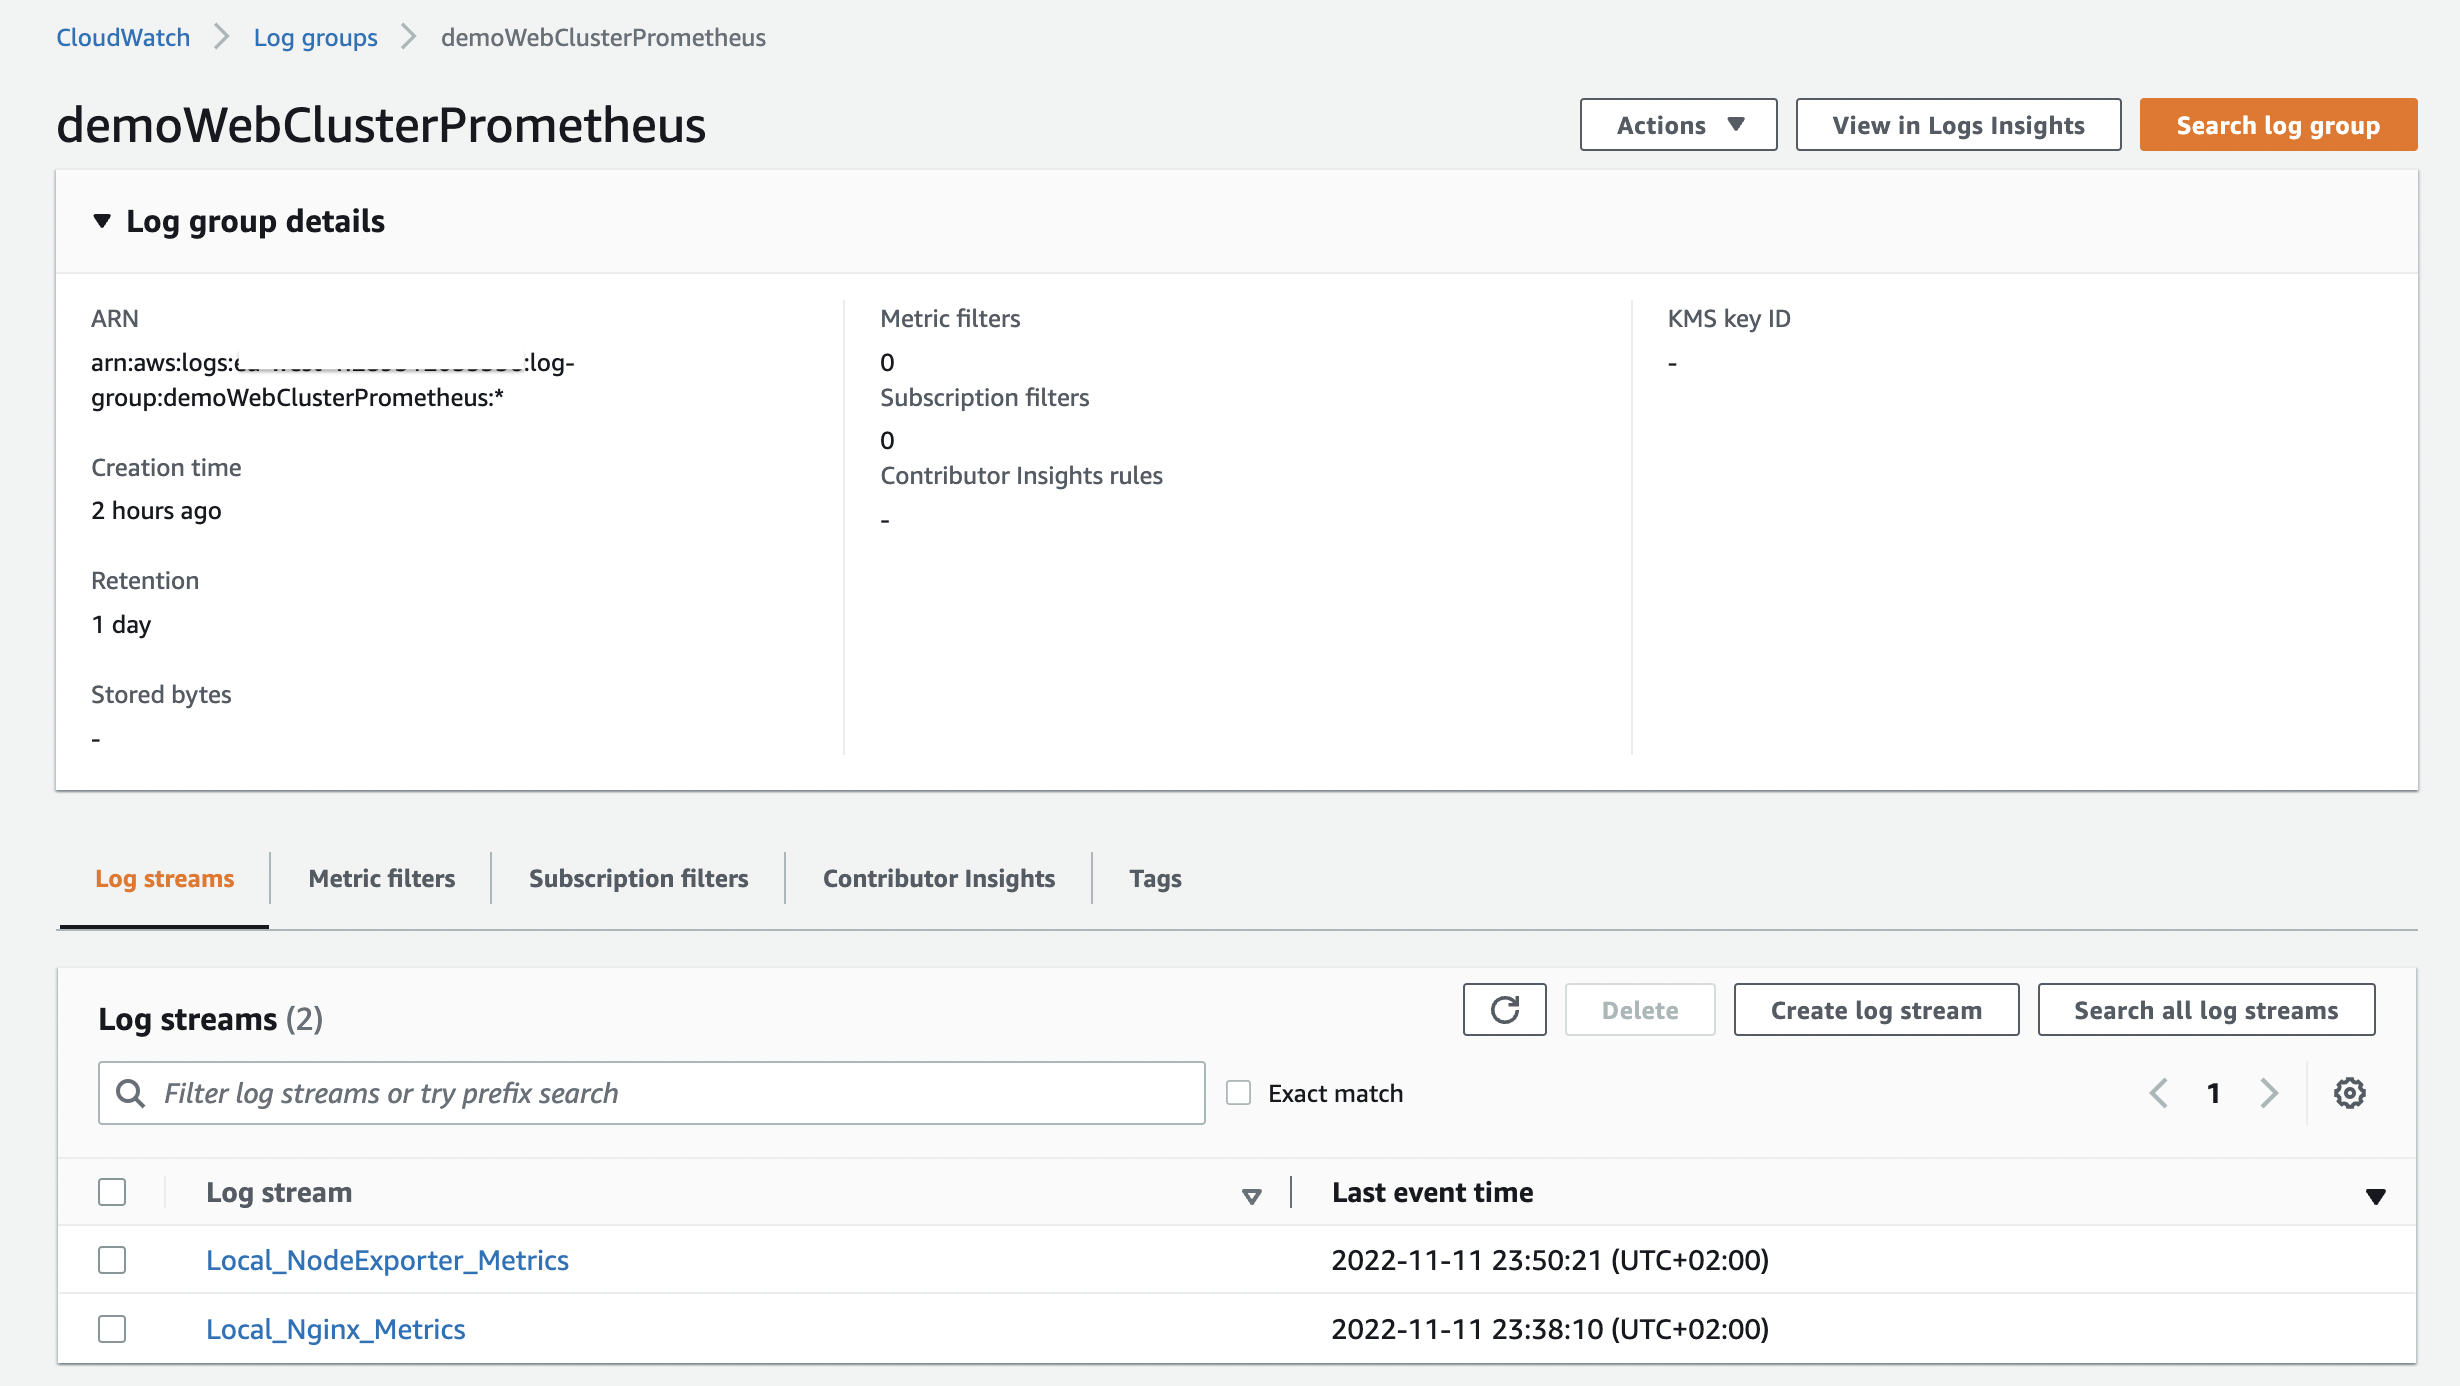 CloudWatch > Log groups > demoWebClusterPrometheus
demoWebClusterPrometheus
Actions ▼ View in Logs Insights Search log group
▼ Log group details
ARN
arn:aws:logs: :log-
group:demoWebClusterPrometheus:*
Creation time
2 hours ago
Retention
1 day
Stored bytes
-
Metric filters
0
Subscription filters
0
Contributor Insights rules
-
KMS key ID
-
Log streams Metric filters Subscription filters Contributor Insights Tags
Log streams (2)
Delete Create log stream Search all log streams
Filter log streams or try prefix search
Exact match
1
Log stream Last event time
Local_NodeExporter_Metrics 2022-11-11 23:50:21 (UTC+02:00)
Local_Nginx_Metrics 2022-11-11 23:38:10 (UTC+02:00)